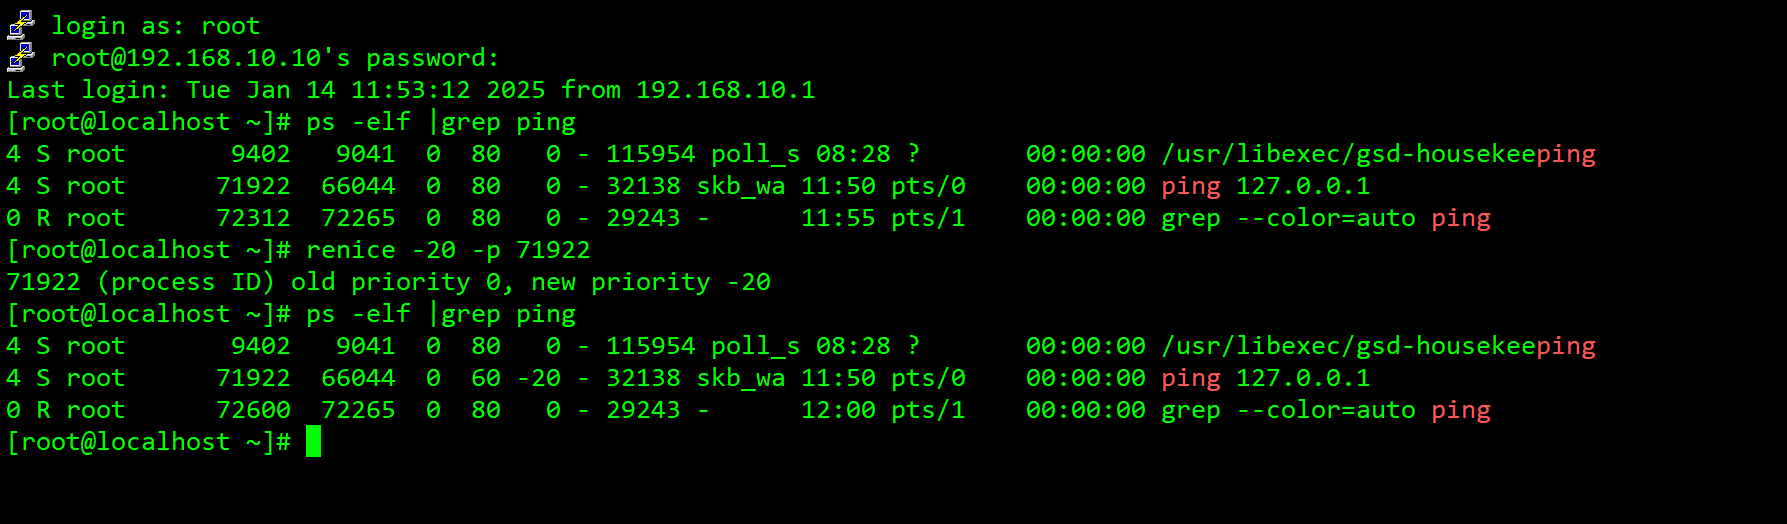 login as: root
root@192.168.10.10's password:
Last login: Tue Jan 14 11:53:12 2025 from 192.168.10.1
[root@localhost ~]# ps -elf |grep ping
4 S root       9402   9041  0  80   0 - 115954 poll_s 08:28 ?       00:00:00 /usr/libexec/gsd-housekeeping
4 S root      71922  66044  0  80   0 - 32138 skb_wa 11:50 pts/0    00:00:00 ping 127.0.0.1
0 R root      72312  72265  0  80   0 - 29243 -      11:55 pts/1    00:00:00 grep --color=auto ping
[root@localhost ~]# renice -20 -p 71922
71922 (process ID) old priority 0, new priority -20
[root@localhost ~]# ps -elf |grep ping
4 S root       9402   9041  0  80   0 - 115954 poll_s 08:28 ?       00:00:00 /usr/libexec/gsd-housekeeping
4 S root      71922  66044  0  60 -20 - 32138 skb_wa 11:50 pts/0    00:00:00 ping 127.0.0.1
0 R root      72600  72265  0  80   0 - 29243 -      12:00 pts/1    00:00:00 grep --color=auto ping
[root@localhost ~]#